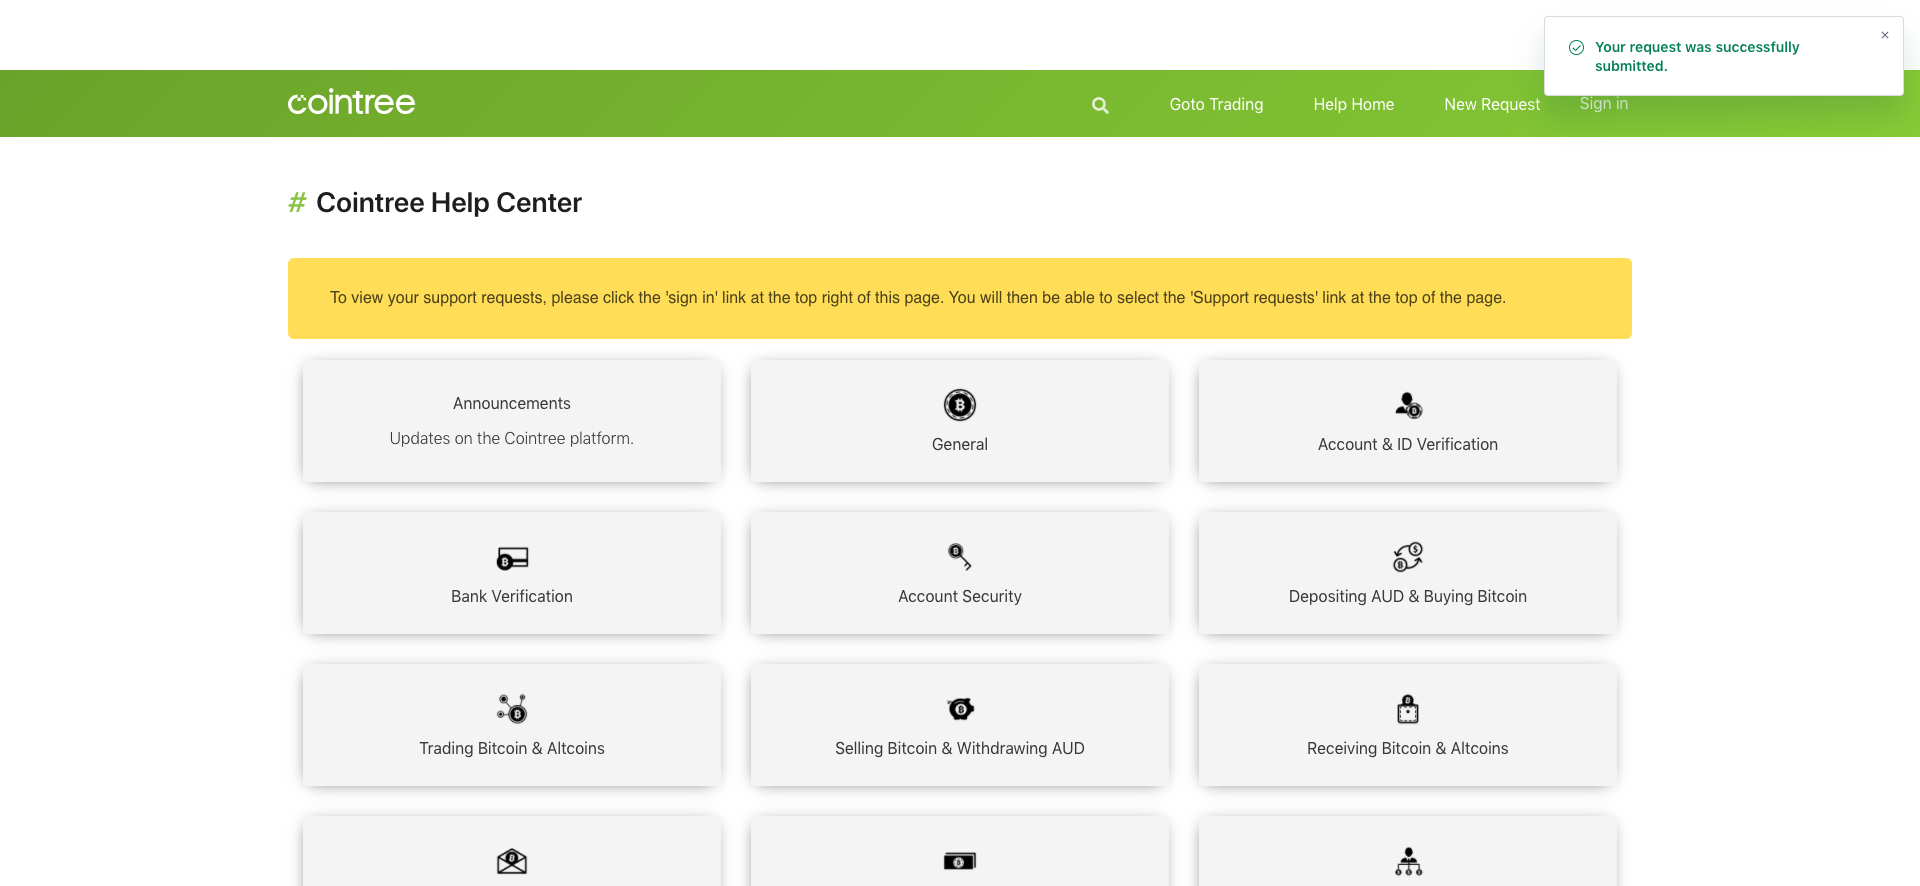 Your request was successfully
submitted.
cointree
Goto Trading
Help Home
New Request
Sign in
# Cointree Help Center
To view your support requests, please click the 'sign in' link at the top right of this page. You will then be able to select the 'Support requests' link at the top of the page.
Announcements
Updates on the Cointree platform.
General
Account & ID Verification
Bank Verification
Account Security
Depositing AUD & Buying Bitcoin
Trading Bitcoin & Altcoins
Selling Bitcoin & Withdrawing AUD
Receiving Bitcoin & Altcoins